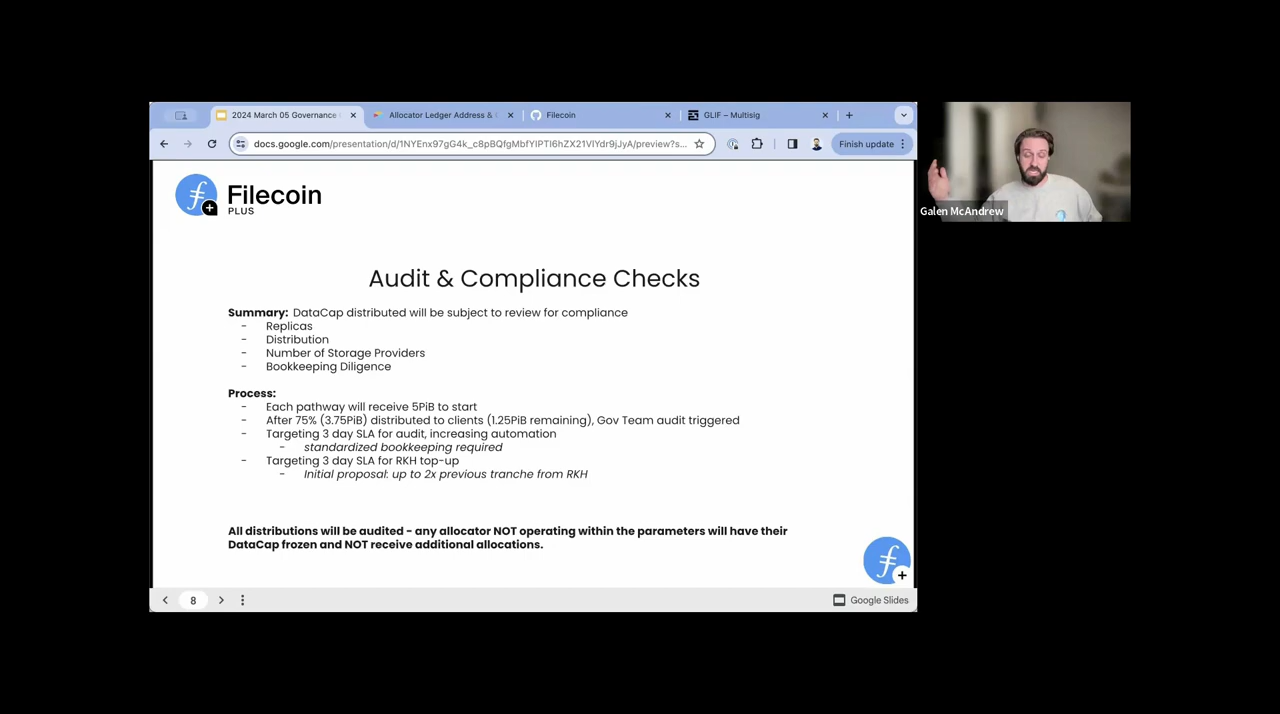 2024 March 05 Governance
Allocator Ledger Address &
Filecoin
GLIF – Multisig
docs.google.com/presentation/d/1NYEnx97gG4k_c8pBQfgMbfYIPTI6hZX21VIYdr9jJyA/preview?s...
Finish update
Filecoin
PLUS
Galen McAndrew
Audit & Compliance Checks
Summary: DataCap distributed will be subject to review for compliance
- Replicas
- Distribution
- Number of Storage Providers
- Bookkeeping Diligence
Process:
- Each pathway will receive 5PiB to start
- After 75% (3.75PiB) distributed to clients (1.25PiB remaining), Gov Team audit triggered
- Targeting 3 day SLA for audit, increasing automation
- standardized bookkeeping required
- Targeting 3 day SLA for RKH top-up
- Initial proposal: up to 2x previous tranche from RKH
All distributions will be audited - any allocator NOT operating within the parameters will have their
DataCap frozen and NOT receive additional allocations.
8
Google Slides